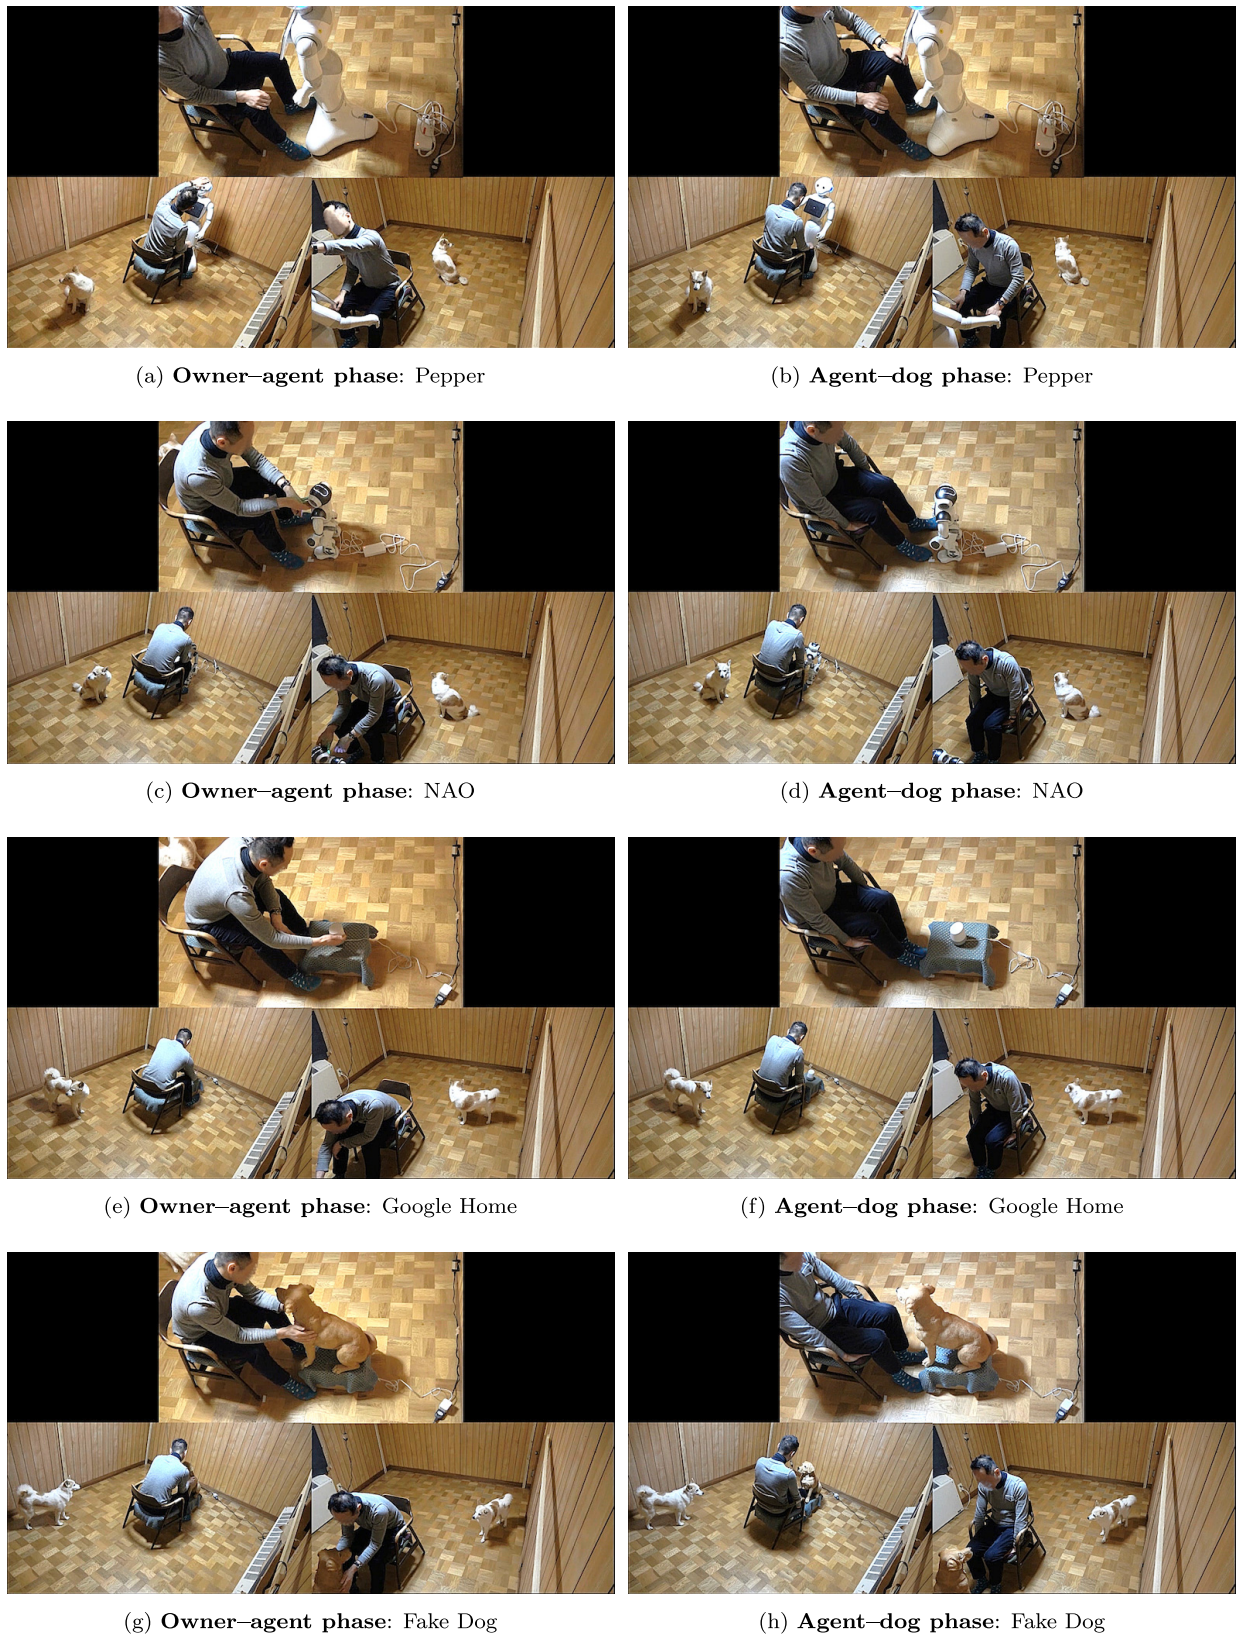 (a) Owner–agent phase: Pepper
(b) Agent–dog phase: Pepper
(c) Owner–agent phase: NAO
(d) Agent–dog phase: NAO
(e) Owner–agent phase: Google Home
(f) Agent–dog phase: Google Home
(g) Owner–agent phase: Fake Dog
(h) Agent–dog phase: Fake Dog